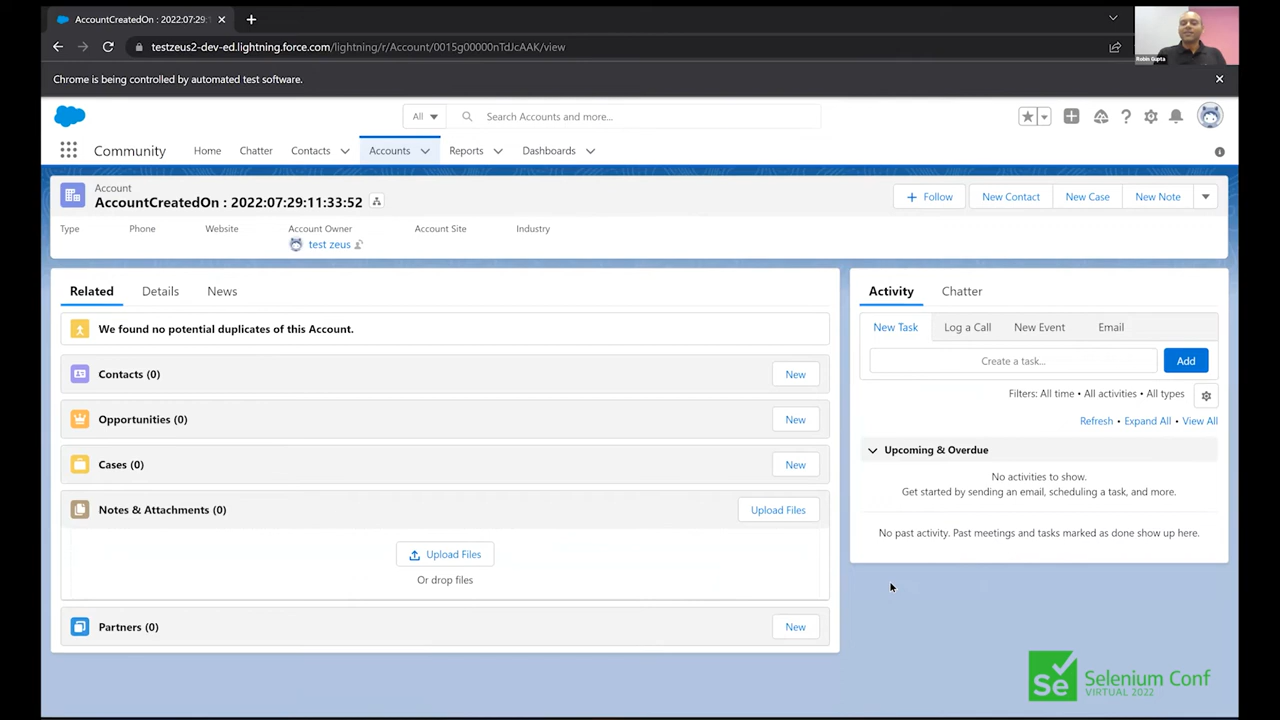 AccountCreatedOn : 2022:07:29:1
testzeus2-dev-ed.lightning.force.com/lightning/r/Account/0015g00000nTdJcAAK/view
Robin Gupta
Chrome is being controlled by automated test software.
All
Search Accounts and more...
Community
Home
Chatter
Contacts
Accounts
Reports
Dashboards
Account
AccountCreatedOn : 2022:07:29:11:33:52
Follow
New Contact
New Case
New Note
Type
Phone
Website
Account Owner
Account Site
Industry
test zeus
Related
Details
News
We found no potential duplicates of this Account.
Contacts (0)
New
Opportunities (0)
New
Cases (0)
New
Notes & Attachments (0)
Upload Files
Upload Files
Or drop files
Partners (0)
New
Activity
Chatter
New Task
Log a Call
New Event
Email
Create a task...
Add
Filters: All time • All activities • All types
Refresh • Expand All • View All
Upcoming & Overdue
No activities to show.
Get started by sending an email, scheduling a task, and more.
No past activity. Past meetings and tasks marked as done show up here.
Se
Selenium Conf
VIRTUAL 2022